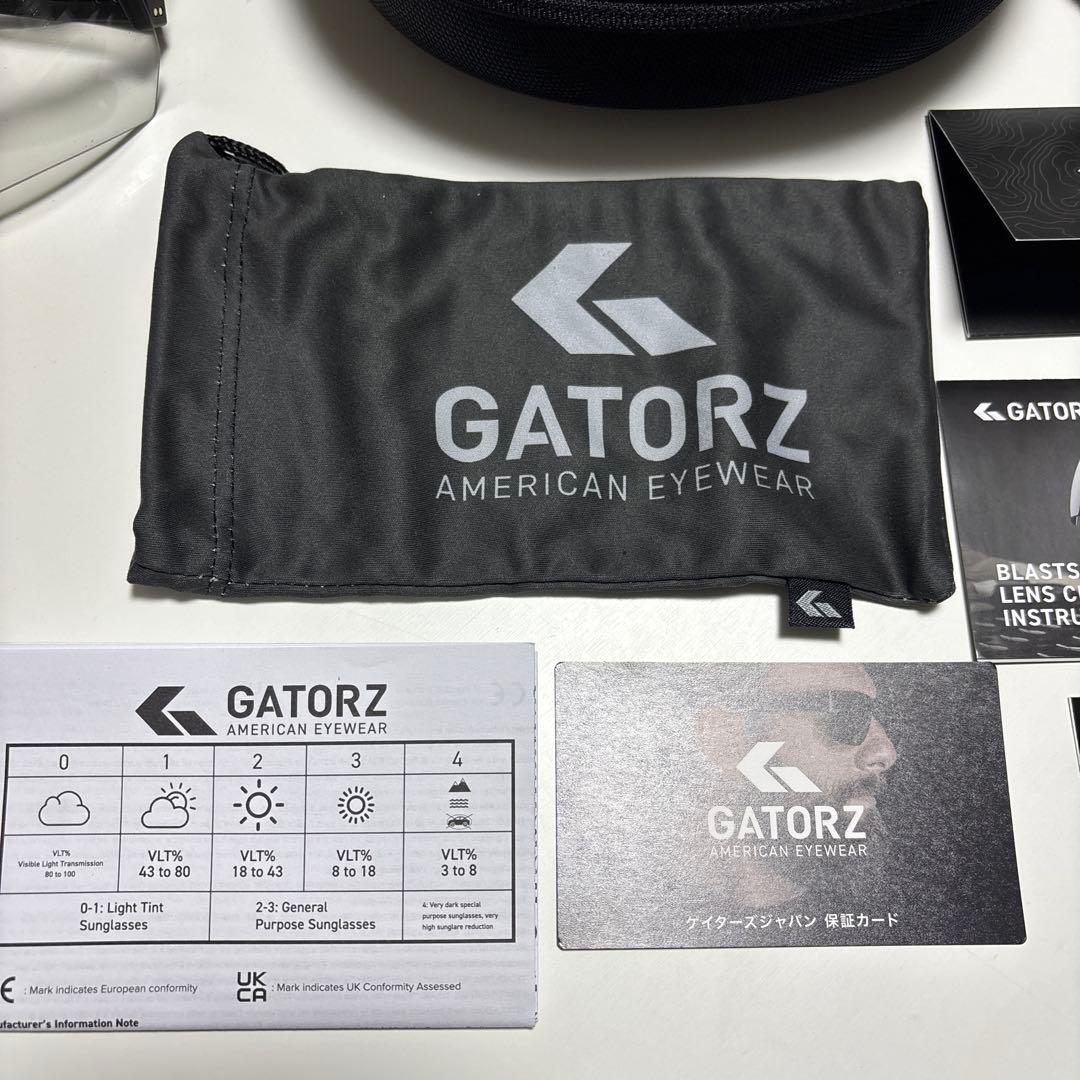 GATORZ
AMERICAN EYEWEAR
GATOR
BLASTS
LENS C
INSTRU
GATORZ
AMERICAN EYEWEAR
0 1 2 3 4
VLT%
Visible Light Transmission
80 to 100
VLT%
43 to 80
VLT%
18 to 43
VLT%
8 to 18
VLT%
3 to 8
0-1: Light Tint
Sunglasses
2-3: General
Purpose Sunglasses
4: Very dark special
purpose sunglasses, very
high sunglare reduction
CE : Mark indicates European conformity
UK
CA : Mark indicates UK Conformity Assessed
ufacturer's Information Note
GATORZ
AMERICAN EYEWEAR
ゲイターズジャパン 保証カード